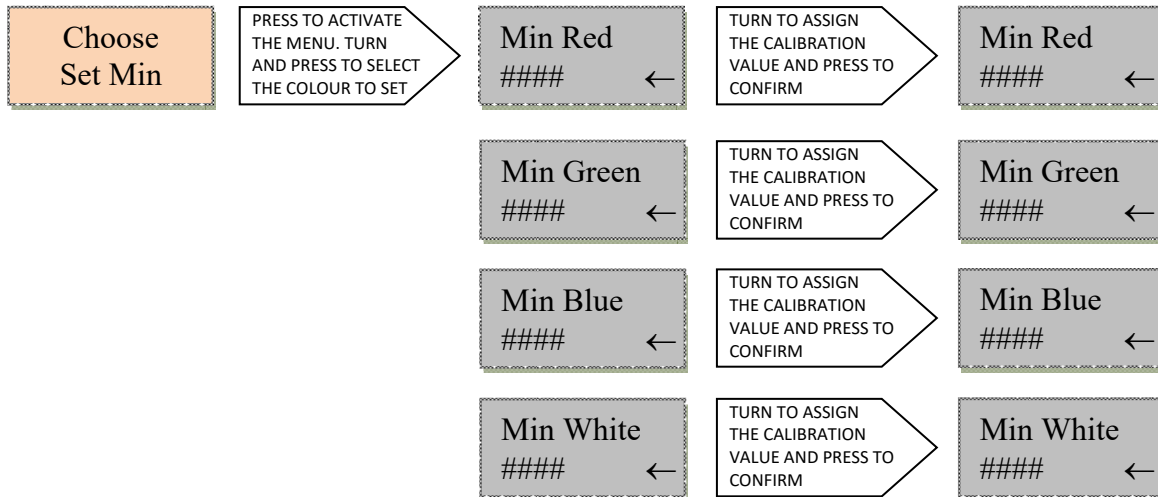 Choose
Set Min
PRESS TO ACTIVATE
THE MENU. TURN
AND PRESS TO SELECT
THE COLOUR TO SET
Min Red
#### ←
TURN TO ASSIGN
THE CALIBRATION
VALUE AND PRESS TO
CONFIRM
Min Red
#### ←
Min Green
#### ←
TURN TO ASSIGN
THE CALIBRATION
VALUE AND PRESS TO
CONFIRM
Min Green
#### ←
Min Blue
#### ←
TURN TO ASSIGN
THE CALIBRATION
VALUE AND PRESS TO
CONFIRM
Min Blue
#### ←
Min White
#### ←
TURN TO ASSIGN
THE CALIBRATION
VALUE AND PRESS TO
CONFIRM
Min White
#### ←